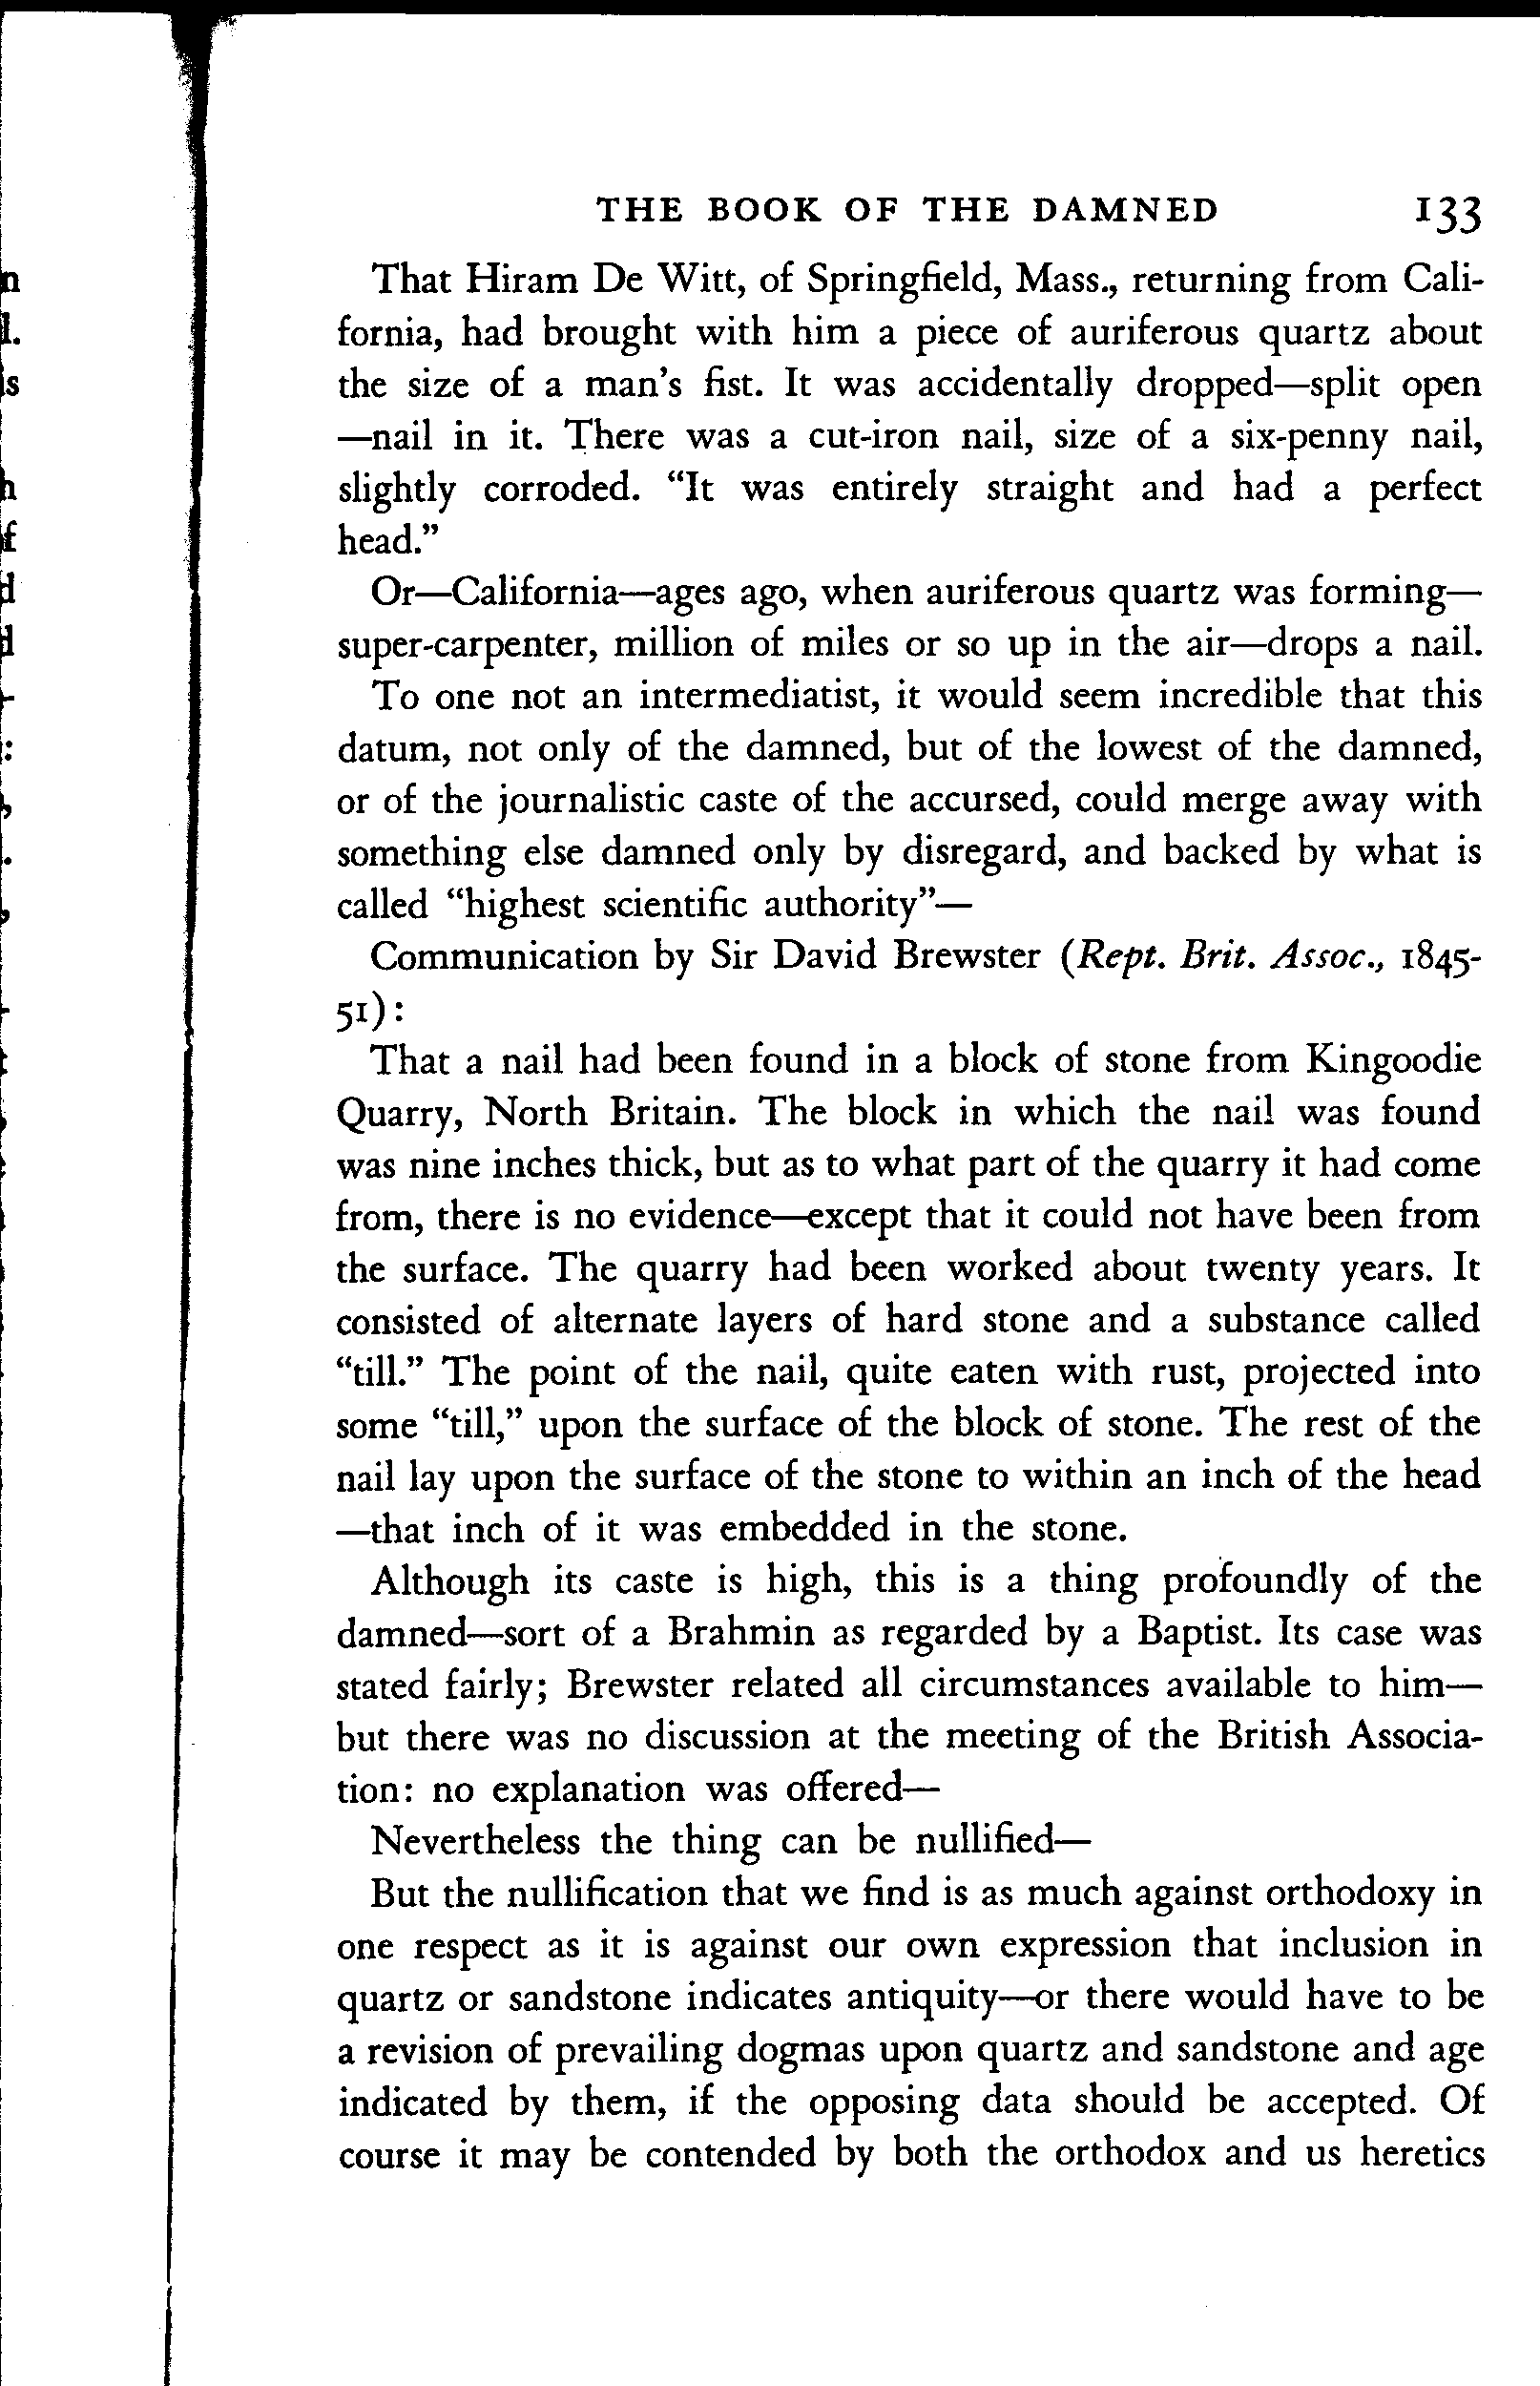 THE BOOK OF THE DAMNED 133
That Hiram De Witt, of Springfield, Mass., returning from Cali-
fornia, had brought with him a piece of auriferous quartz about
the size of a man's fist. It was accidentally dropped—split open
—nail in it. There was a cut-iron nail, size of a six-penny nail,
slightly corroded. "It was entirely straight and had a perfect
head."
Or—California—ages ago, when auriferous quartz was forming—
super-carpenter, million of miles or so up in the air—drops a nail.
To one not an intermediatist, it would seem incredible that this
datum, not only of the damned, but of the lowest of the damned,
or of the journalistic caste of the accursed, could merge away with
something else damned only by disregard, and backed by what is
called "highest scientific authority"—
Communication by Sir David Brewster (Rept. Brit. Assoc., 1845-
51):
That a nail had been found in a block of stone from Kingoodie
Quarry, North Britain. The block in which the nail was found
was nine inches thick, but as to what part of the quarry it had come
from, there is no evidence—except that it could not have been from
the surface. The quarry had been worked about twenty years. It
consisted of alternate layers of hard stone and a substance called
"till." The point of the nail, quite eaten with rust, projected into
some "till," upon the surface of the block of stone. The rest of the
nail lay upon the surface of the stone to within an inch of the head
—that inch of it was embedded in the stone.
Although its caste is high, this is a thing profoundly of the
damned—sort of a Brahmin as regarded by a Baptist. Its case was
stated fairly; Brewster related all circumstances available to him—
but there was no discussion at the meeting of the British Associa-
tion: no explanation was offered—
Nevertheless the thing can be nullified—
But the nullification that we find is as much against orthodoxy in
one respect as it is against our own expression that inclusion in
quartz or sandstone indicates antiquity—or there would have to be
a revision of prevailing dogmas upon quartz and sandstone and age
indicated by them, if the opposing data should be accepted. Of
course it may be contended by both the orthodox and us heretics